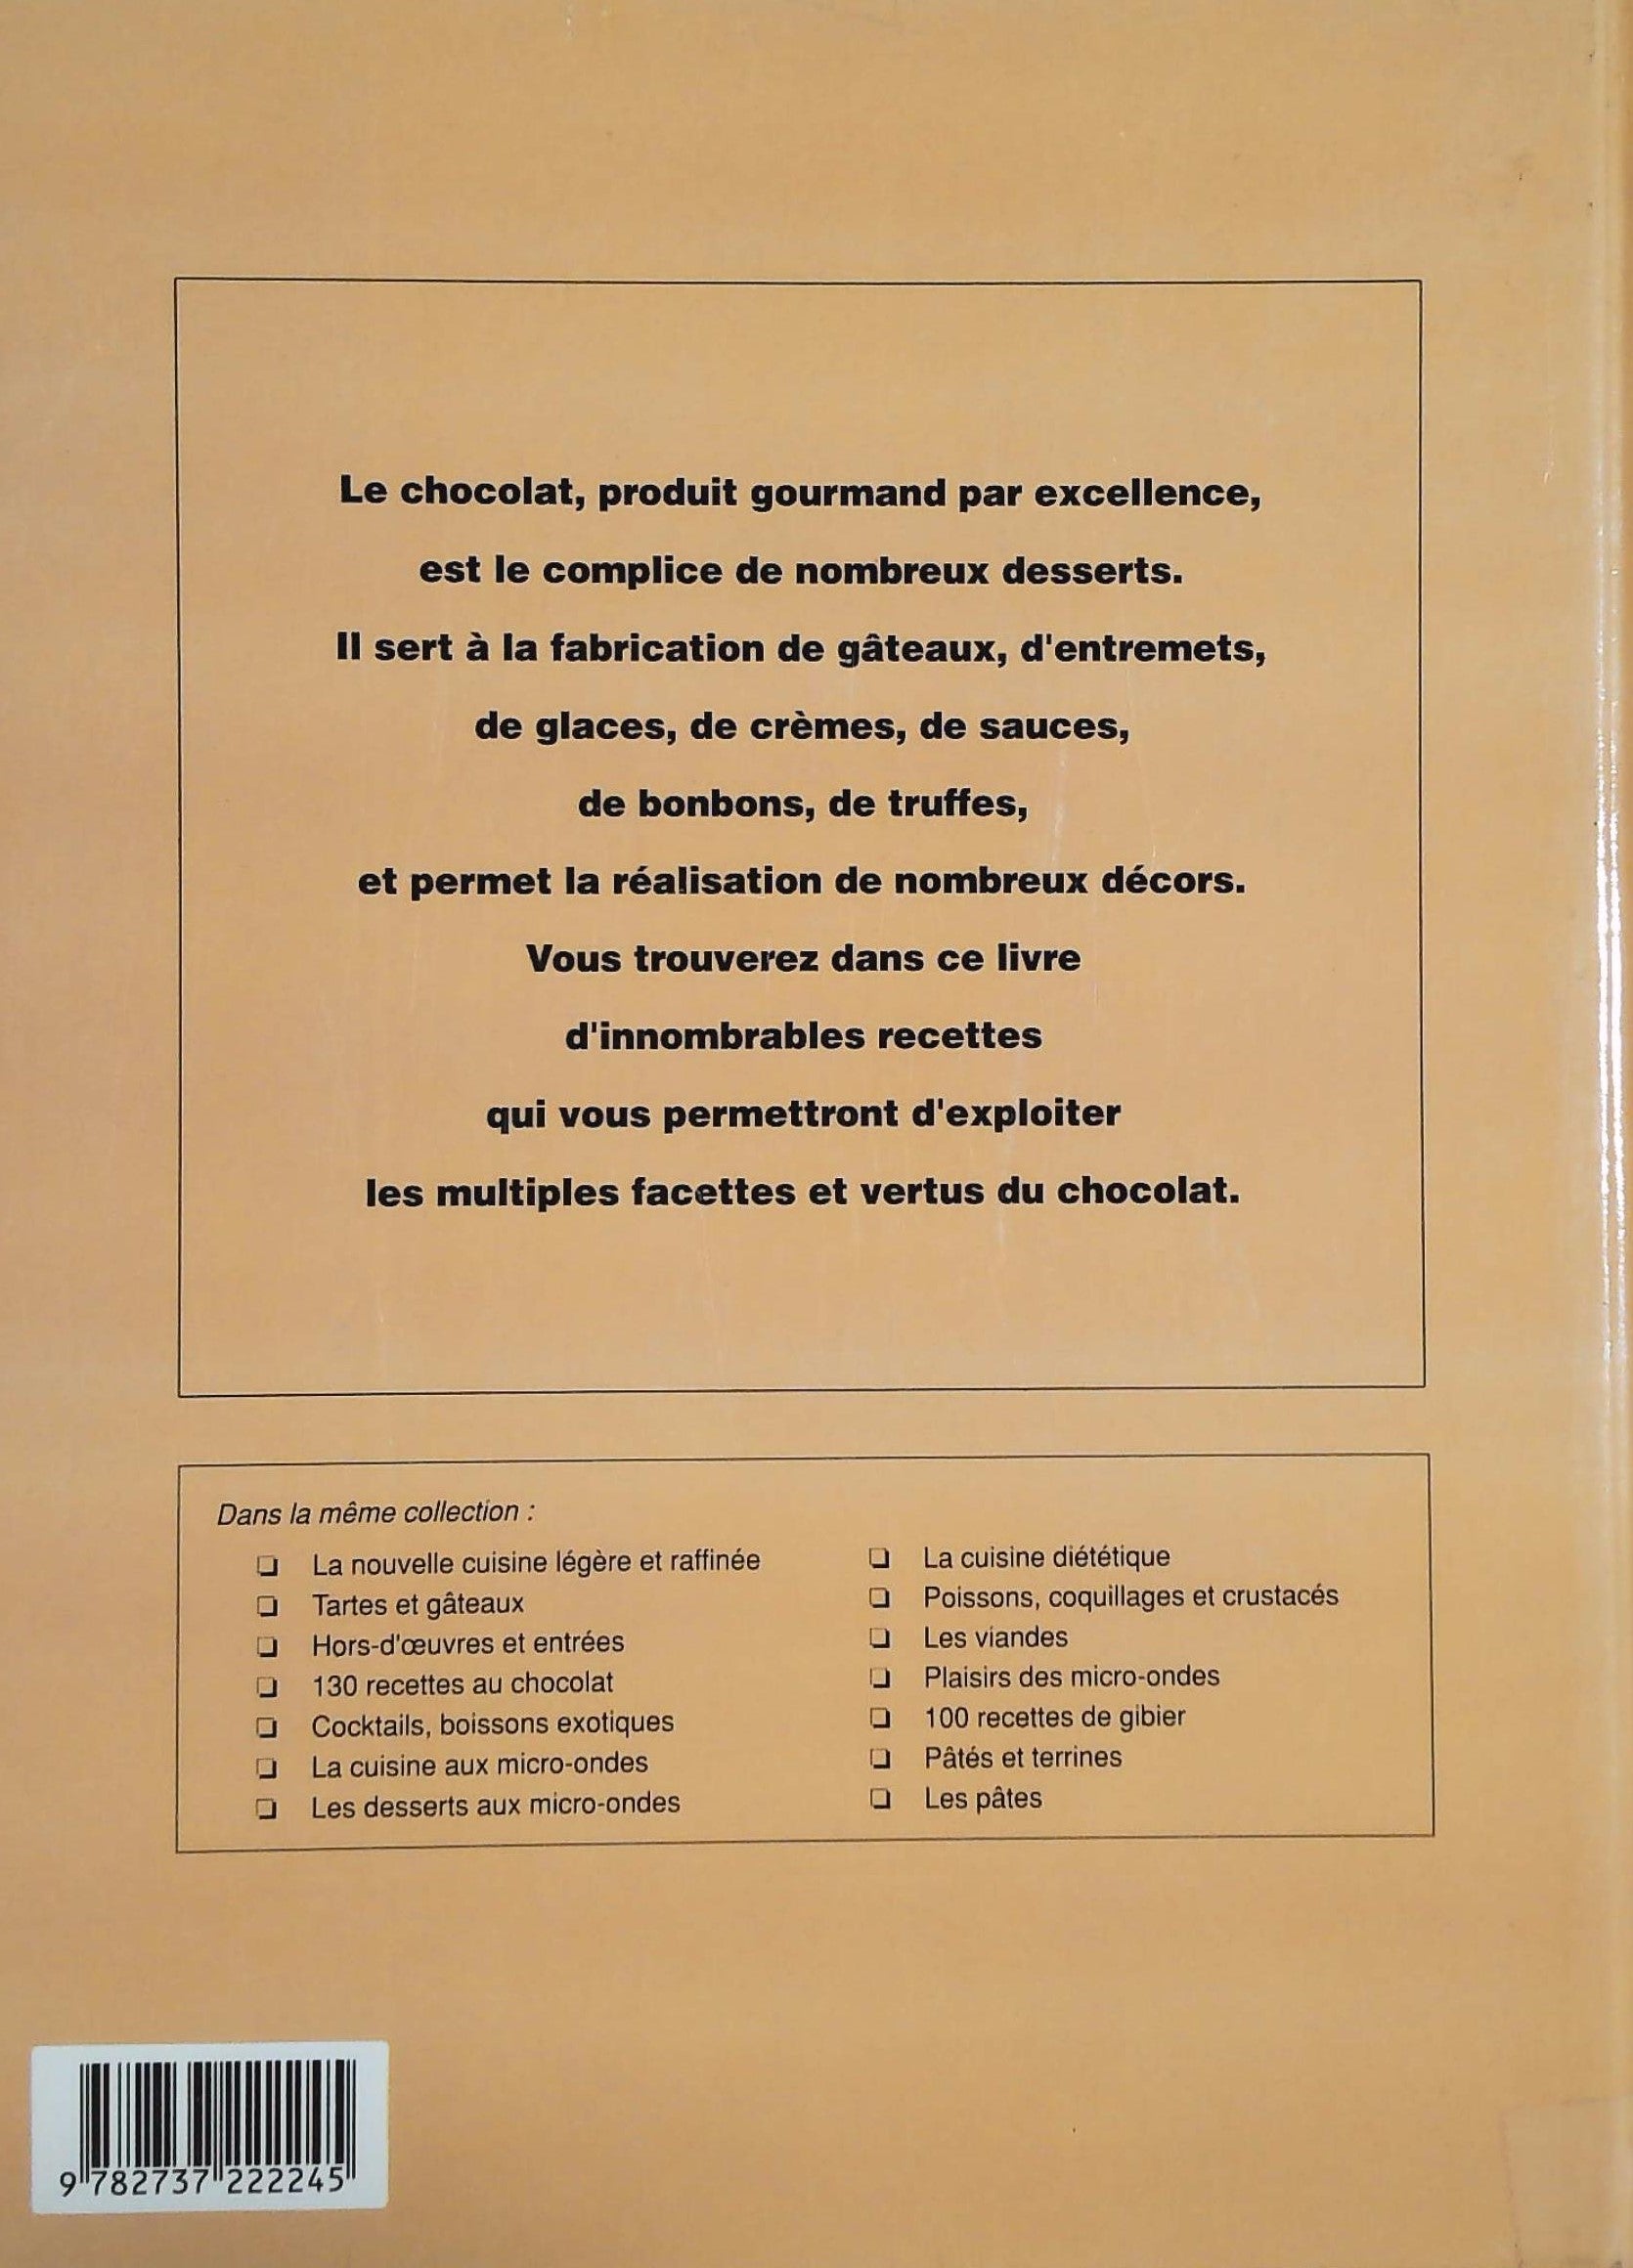 Le chocolat, produit gourmand par excellence,
est le complice de nombreux desserts.
Il sert à la fabrication de gâteaux, d'entremets,
de glaces, de crèmes, de sauces,
de bonbons, de truffes,
et permet la réalisation de nombreux décors.
Vous trouverez dans ce livre
d'innombrables recettes
qui vous permettront d'exploiter
les multiples facettes et vertus du chocolat.
Dans la même collection :
❑ La nouvelle cuisine légère et raffinée
❑ Tartes et gâteaux
❑ Hors-d'œuvres et entrées
❑ 130 recettes au chocolat
❑ Cocktails, boissons exotiques
❑ La cuisine aux micro-ondes
❑ Les desserts aux micro-ondes
❑ La cuisine diététique
❑ Poissons, coquillages et crustacés
❑ Les viandes
❑ Plaisirs des micro-ondes
❑ 100 recettes de gibier
❑ Pâtés et terrines
❑ Les pâtes
9 782737 222245